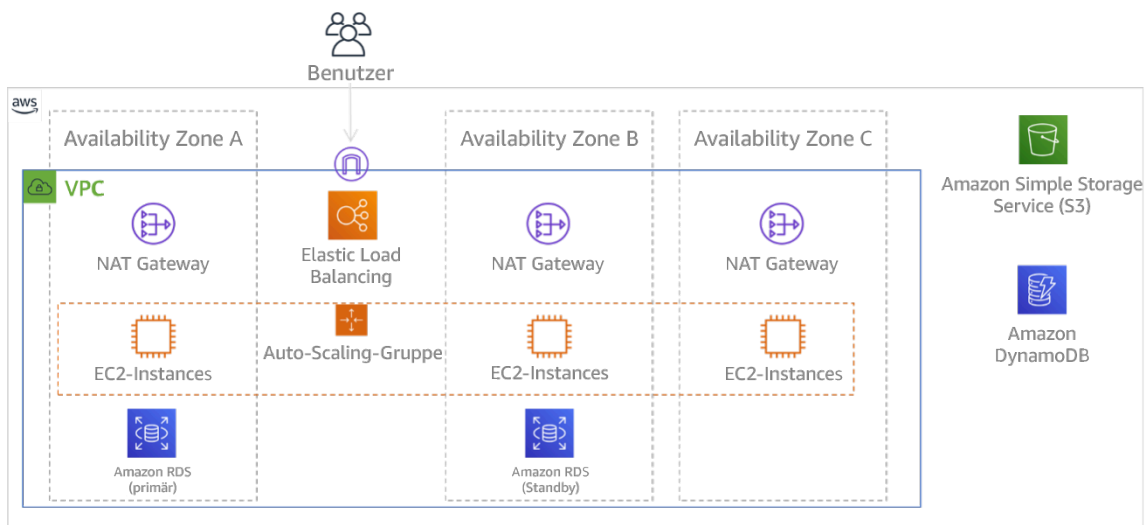 Benutzer
aws
Availability Zone A
Availability Zone B
Availability Zone C
VPC
Amazon Simple Storage
Service (S3)
NAT Gateway
Elastic Load
Balancing
NAT Gateway
NAT Gateway
Amazon
DynamoDB
Auto-Scaling-Gruppe
EC2-Instances
EC2-Instances
EC2-Instances
Amazon RDS
(primär)
Amazon RDS
(Standby)